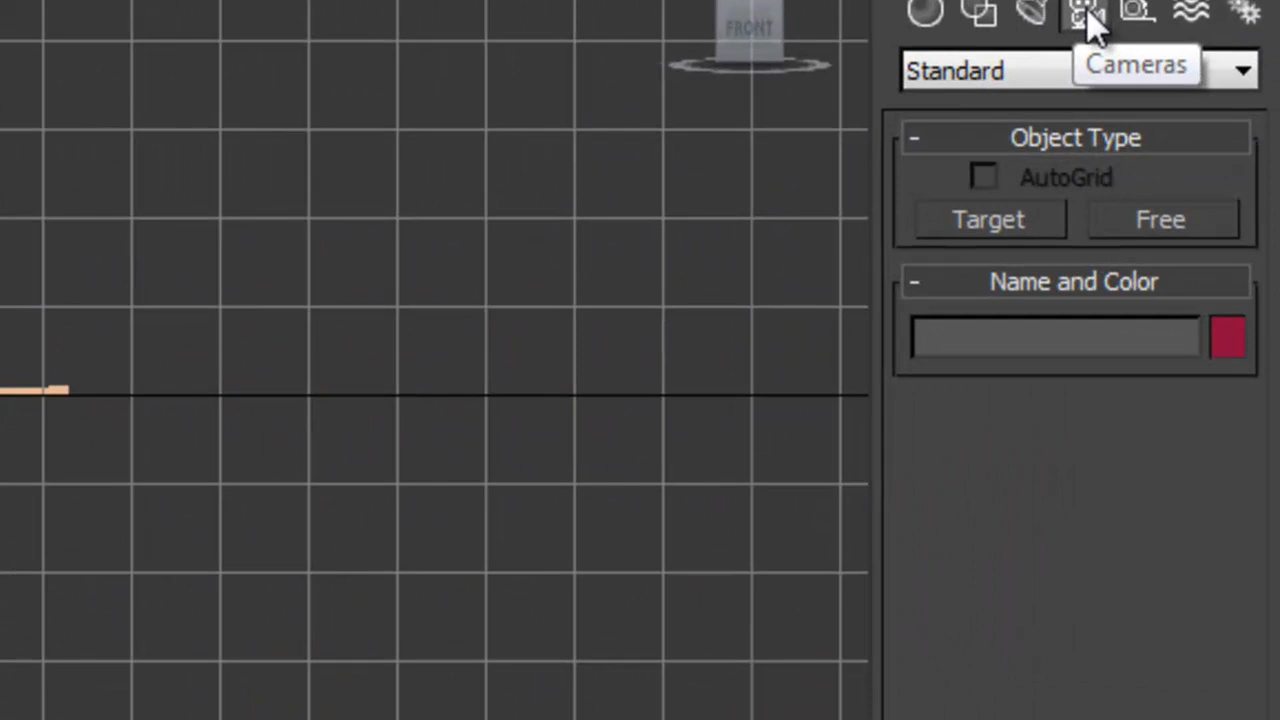 FRONT
Standard
Cameras
- Object Type
AutoGrid
Target Free
- Name and Color